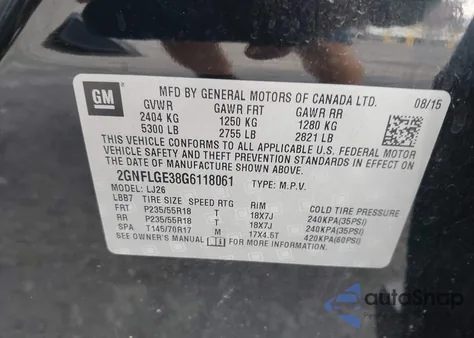 GM
MFD BY GENERAL MOTORS OF CANADA LTD. 08/15
GVWR GAWR FRT GAWR RR
2404 KG 1250 KG 1280 KG
5300 LB 2755 LB 2821 LB
THIS VEHICLE CONFORMS TO ALL APPLICABLE U.S. FEDERAL MOTOR
VEHICLE SAFETY, BUMPER, AND THEFT PREVENTION STANDARDS IN EFFECT
ON THE DATE OF MANUFACTURE SHOWN ABOVE.
2GNFLGE38G6118061 TYPE: M.P.V.
MODEL: LJ26
LBB7 TIRE SIZE SPEED RTG RIM COLD TIRE PRESSURE
FRT P235/55R18 T 18X7J 240KPA(35PSI)
RR P235/55R18 T 18X7J 240KPA(35PSI)
SPA T145/70R17 M 17X4.5T 420KPA(60PSI)
SEE OWNER'S MANUAL FOR MORE INFORMATION.
autoSnap